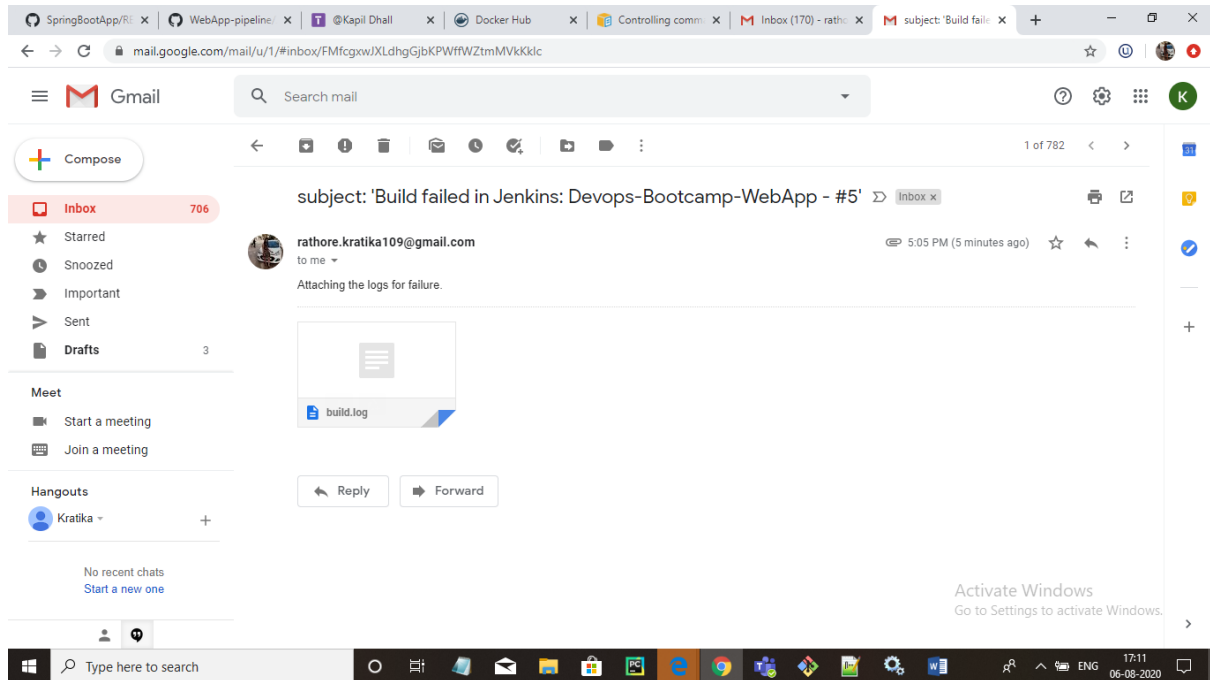 SpringBootApp/RE
WebApp-pipeline/
@Kapil Dhall
Docker Hub
Controlling comm
Inbox (170) - ratho
subject: 'Build faile
mail.google.com/mail/u/1/#inbox/FMfcgxwJXLdhgGjbKPWffWZtmMVkKklc
Gmail
Search mail
K
Compose
1 of 782
31
subject: 'Build failed in Jenkins: Devops-Bootcamp-WebApp - #5'
Inbox x
Inbox 706
Starred
Snoozed
Important
Sent
Drafts 3
rathore.kratika109@gmail.com
5:05 PM (5 minutes ago)
to me
Attaching the logs for failure.
build.log
Meet
Start a meeting
Join a meeting
Reply
Forward
Hangouts
Kratika
No recent chats
Start a new one
Activate Windows
Go to Settings to activate Windows.
Type here to search
PC
ENG
17:11
06-08-2020